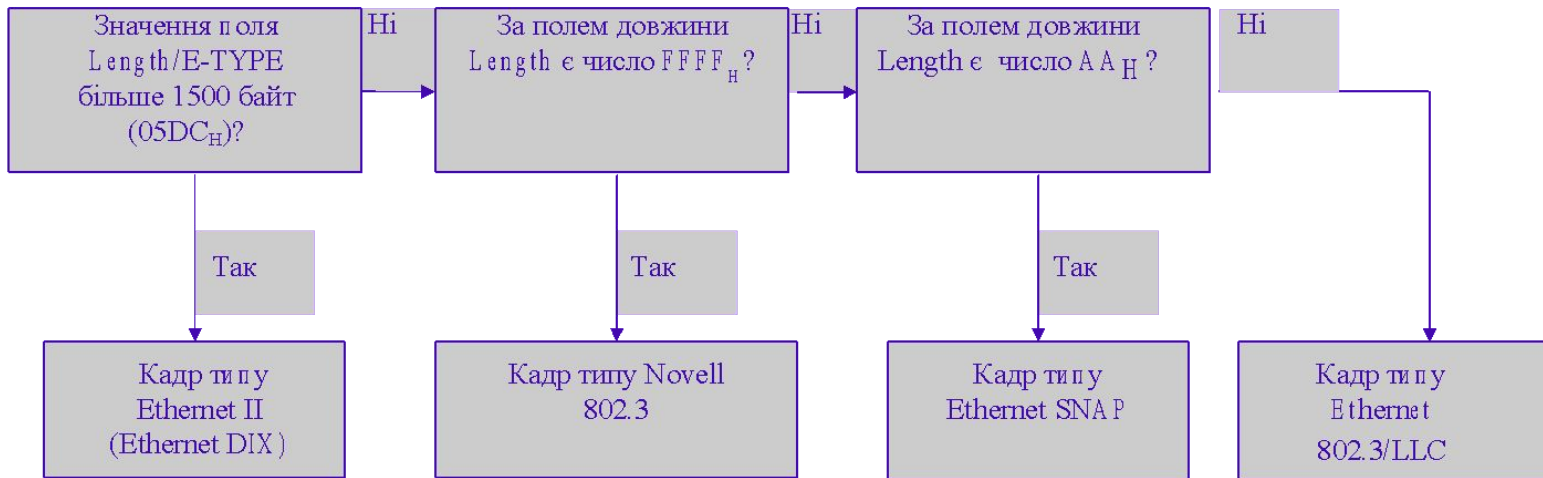 Значення поля
Length/E-TYPE
більше 1500 байт
(05DCH)?
Ні
За полем довжини
Length є число FFFFH?
Ні
За полем довжини
Length є число AAH?
Ні
Так
Так
Так
Кадр типу
Ethernet II
(Ethernet DIX)
Кадр типу Novell
802.3
Кадр типу
Ethernet SNAP
Кадр типу
Ethernet
802.3/LLC